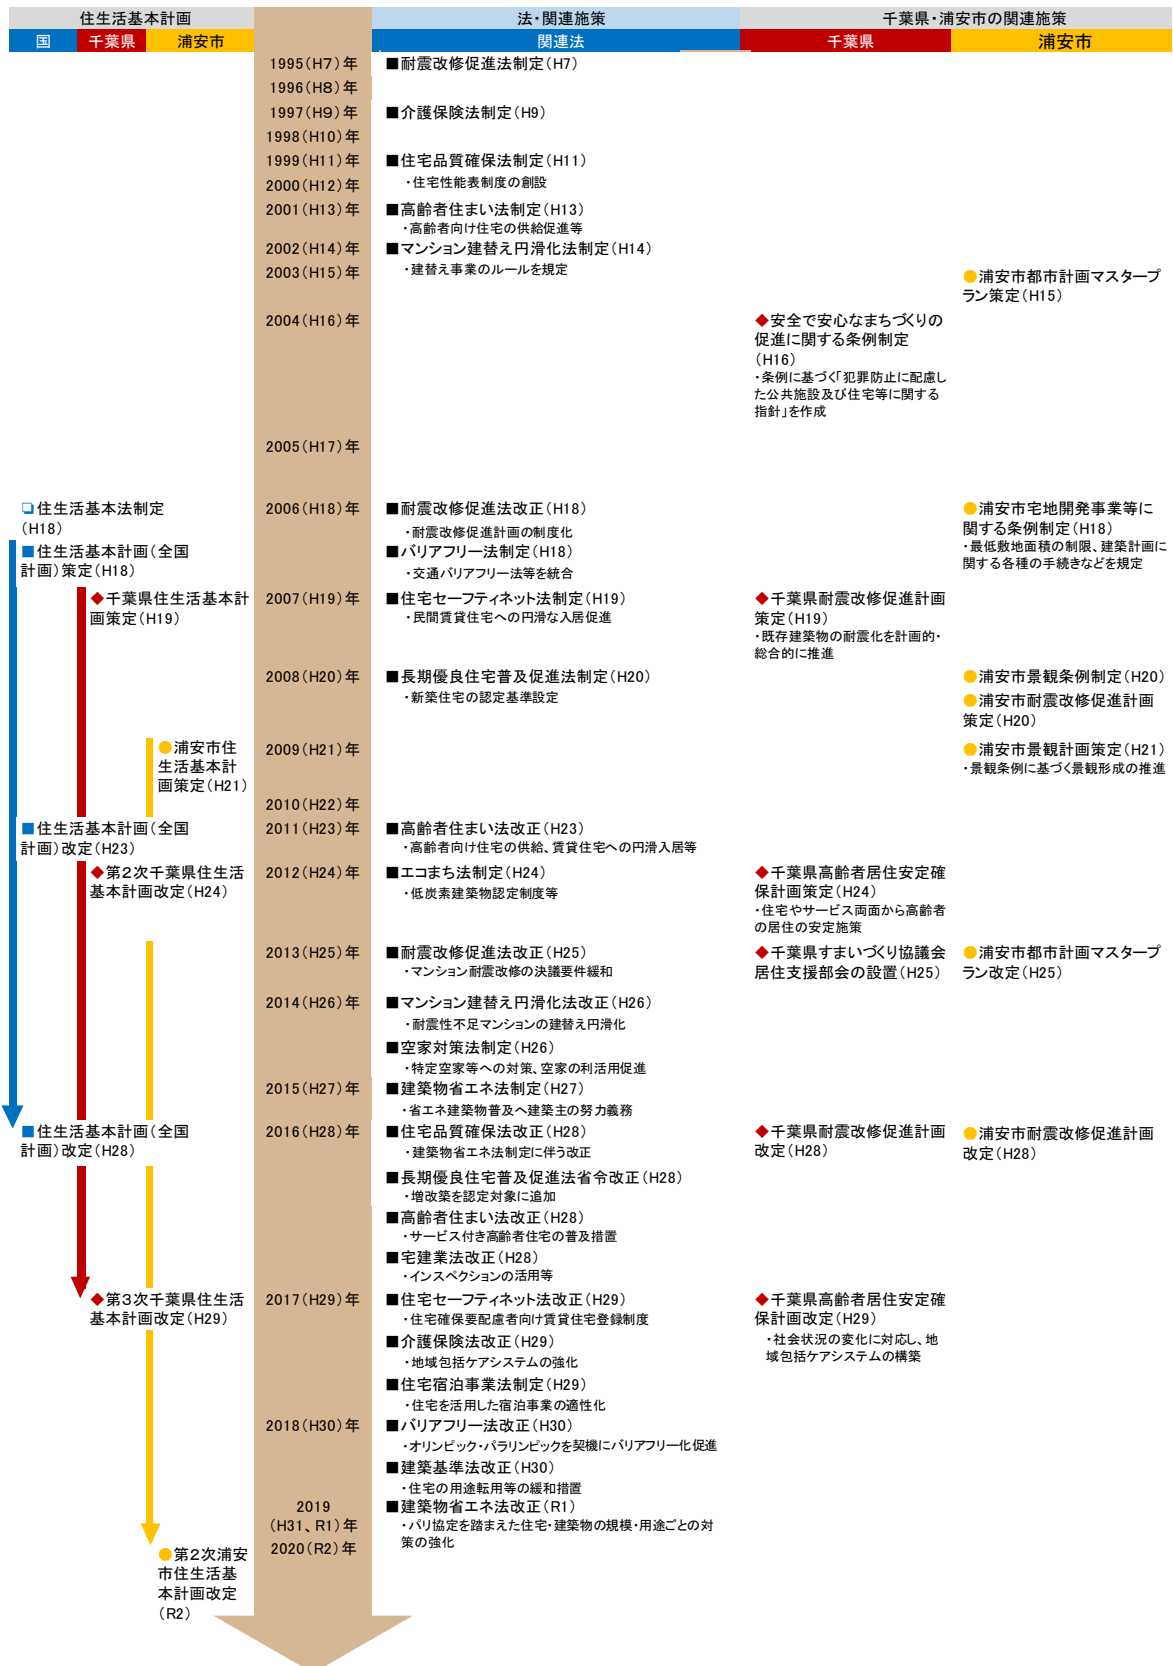 住生活基本計画
法・関連施策
千葉県・浦安市の関連施策
国
千葉県
浦安市
関連法
千葉県
浦安市
1995(H7)年
■耐震改修促進法制定(H7)
1996(H8)年
1997(H9)年
■介護保険法制定(H9)
1998(H10)年
1999(H11)年
■住宅品質確保法制定(H11)
・住宅性能表制度の創設
2000(H12)年
2001(H13)年
■高齢者住まい法制定(H13)
・高齢者向け住宅の供給促進等
2002(H14)年
■マンション建替え円滑化法制定(H14)
・建替え事業のルールを規定
2003(H15)年
●浦安市都市計画マスタープ
ラン策定(H15)
2004(H16)年
◆安全で安心なまちづくりの
促進に関する条例制定
(H16)
・条例に基づく「犯罪防止に配慮し
た公共施設及び住宅等に関する
指針」を作成
2005(H17)年
❏住生活基本法制定
(H18)
■住生活基本計画(全国
計画)策定(H18)
2006(H18)年
■耐震改修促進法改正(H18)
・耐震改修促進計画の制度化
■バリアフリー法制定(H18)
・交通バリアフリー法等を統合
●浦安市宅地開発事業等に
関する条例制定(H18)
・最低敷地面積の制限、建築計画に
関する各種の手続きなどを規定
◆千葉県住生活基本計
画策定(H19)
2007(H19)年
■住宅セーフティネット法制定(H19)
・民間賃貸住宅への円滑な入居促進
◆千葉県耐震改修促進計画
策定(H19)
・既存建築物の耐震化を計画的・
総合的に推進
2008(H20)年
■長期優良住宅普及促進法制定(H20)
・新築住宅の認定基準設定
●浦安市景観条例制定(H20)
●浦安市耐震改修促進計画
策定(H20)
●浦安市住
生活基本計
画策定(H21)
2009(H21)年
●浦安市景観計画策定(H21)
・景観条例に基づく景観形成の推進
2010(H22)年
■住生活基本計画(全国
計画)改定(H23)
2011(H23)年
■高齢者住まい法改正(H23)
・高齢者向け住宅の供給、賃貸住宅への円滑入居等
◆第2次千葉県住生活
基本計画改定(H24)
2012(H24)年
■エコまち法制定(H24)
・低炭素建築物認定制度等
◆千葉県高齢者居住安定確
保計画策定(H24)
・住宅やサービス両面から高齢者
の居住の安定施策
2013(H25)年
■耐震改修促進法改正(H25)
・マンション耐震改修の決議要件緩和
◆千葉県すまいづくり協議会
居住支援部会の設置(H25)
●浦安市都市計画マスタープ
ラン改定(H25)
2014(H26)年
■マンション建替え円滑化法改正(H26)
・耐震性不足マンションの建替え円滑化
■空家対策法制定(H26)
・特定空家等への対策、空家の利活用促進
2015(H27)年
■建築物省エネ法制定(H27)
・省エネ建築物普及へ建築主の努力義務
■住生活基本計画(全国
計画)改定(H28)
2016(H28)年
■住宅品質確保法改正(H28)
・建築物省エネ法制定に伴う改正
◆千葉県耐震改修促進計画
改定(H28)
●浦安市耐震改修促進計画
改定(H28)
■長期優良住宅普及促進法省令改正(H28)
・増改築を認定対象に追加
■高齢者住まい法改正(H28)
・サービス付き高齢者住宅の普及措置
■宅建業法改正(H28)
・インスペクションの活用等
◆第3次千葉県住生活
基本計画改定(H29)
2017(H29)年
■住宅セーフティネット法改正(H29)
・住宅確保要配慮者向け賃貸住宅登録制度
◆千葉県高齢者居住安定確
保計画改定(H29)
・社会状況の変化に対応し、地
域包括ケアシステムの構築
■介護保険法改正(H29)
・地域包括ケアシステムの強化
■住宅宿泊事業法制定(H29)
・住宅を活用した宿泊事業の適性化
2018(H30)年
■バリアフリー法改正(H30)
・オリンピック・パラリンピックを契機にバリアフリー化促進
■建築基準法改正(H30)
・住宅の用途転用等の緩和措置
2019
(H31、R1)年
■建築物省エネ法改正(R1)
・パリ協定を踏まえた住宅・建築物の規模・用途ごとの対
策の強化
2020(R2)年
●第2次浦安
市住生活基
本計画改定
(R2)